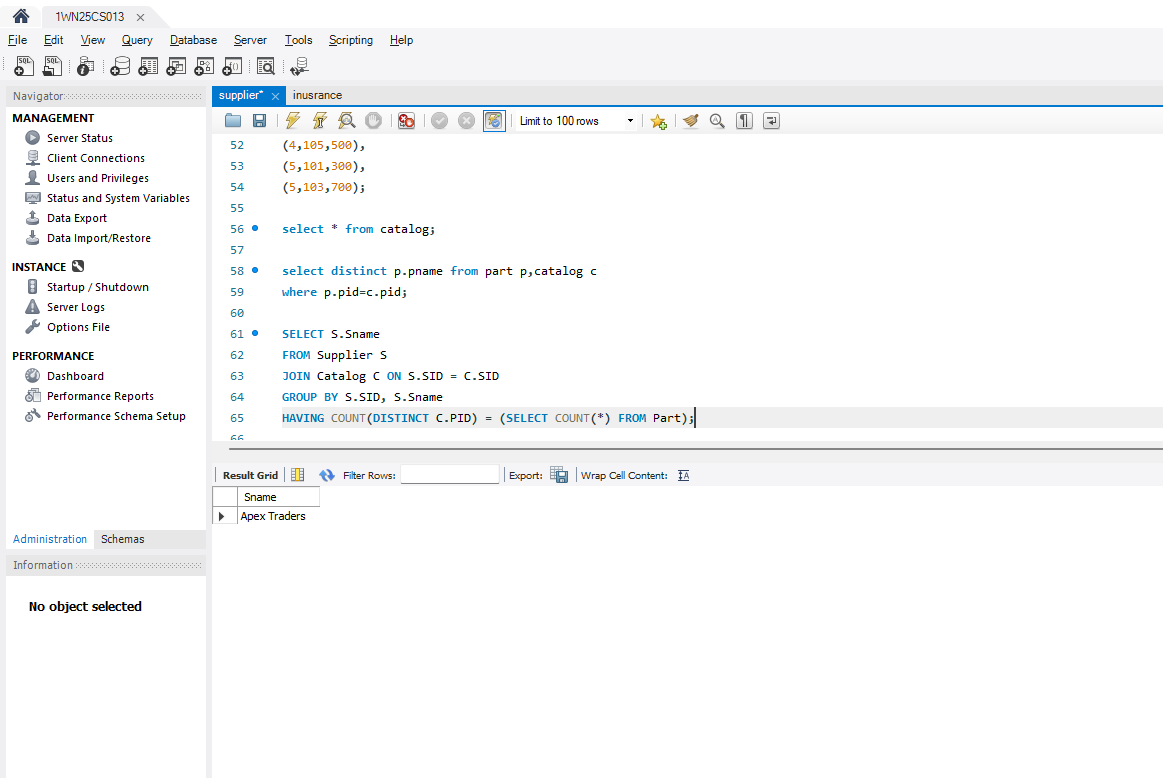 1WN25CS013
File Edit View Query Database Server Tools Scripting Help
Navigator
MANAGEMENT
Server Status
Client Connections
Users and Privileges
Status and System Variables
Data Export
Data Import/Restore
INSTANCE
Startup / Shutdown
Server Logs
Options File
PERFORMANCE
Dashboard
Performance Reports
Performance Schema Setup
Administration Schemas
Information
No object selected
supplier* inusrance
Limit to 100 rows
52 (4,105,500),
53 (5,101,300),
54 (5,103,700);
55
56 select * from catalog;
57
58 select distinct p.pname from part p,catalog c
59 where p.pid=c.pid;
60
61 SELECT S.Sname
62 FROM Supplier S
63 JOIN Catalog C ON S.SID = C.SID
64 GROUP BY S.SID, S.Sname
65 HAVING COUNT(DISTINCT C.PID) = (SELECT COUNT(*) FROM Part);
66
Result Grid Filter Rows: Export: Wrap Cell Content:
Sname
Apex Traders